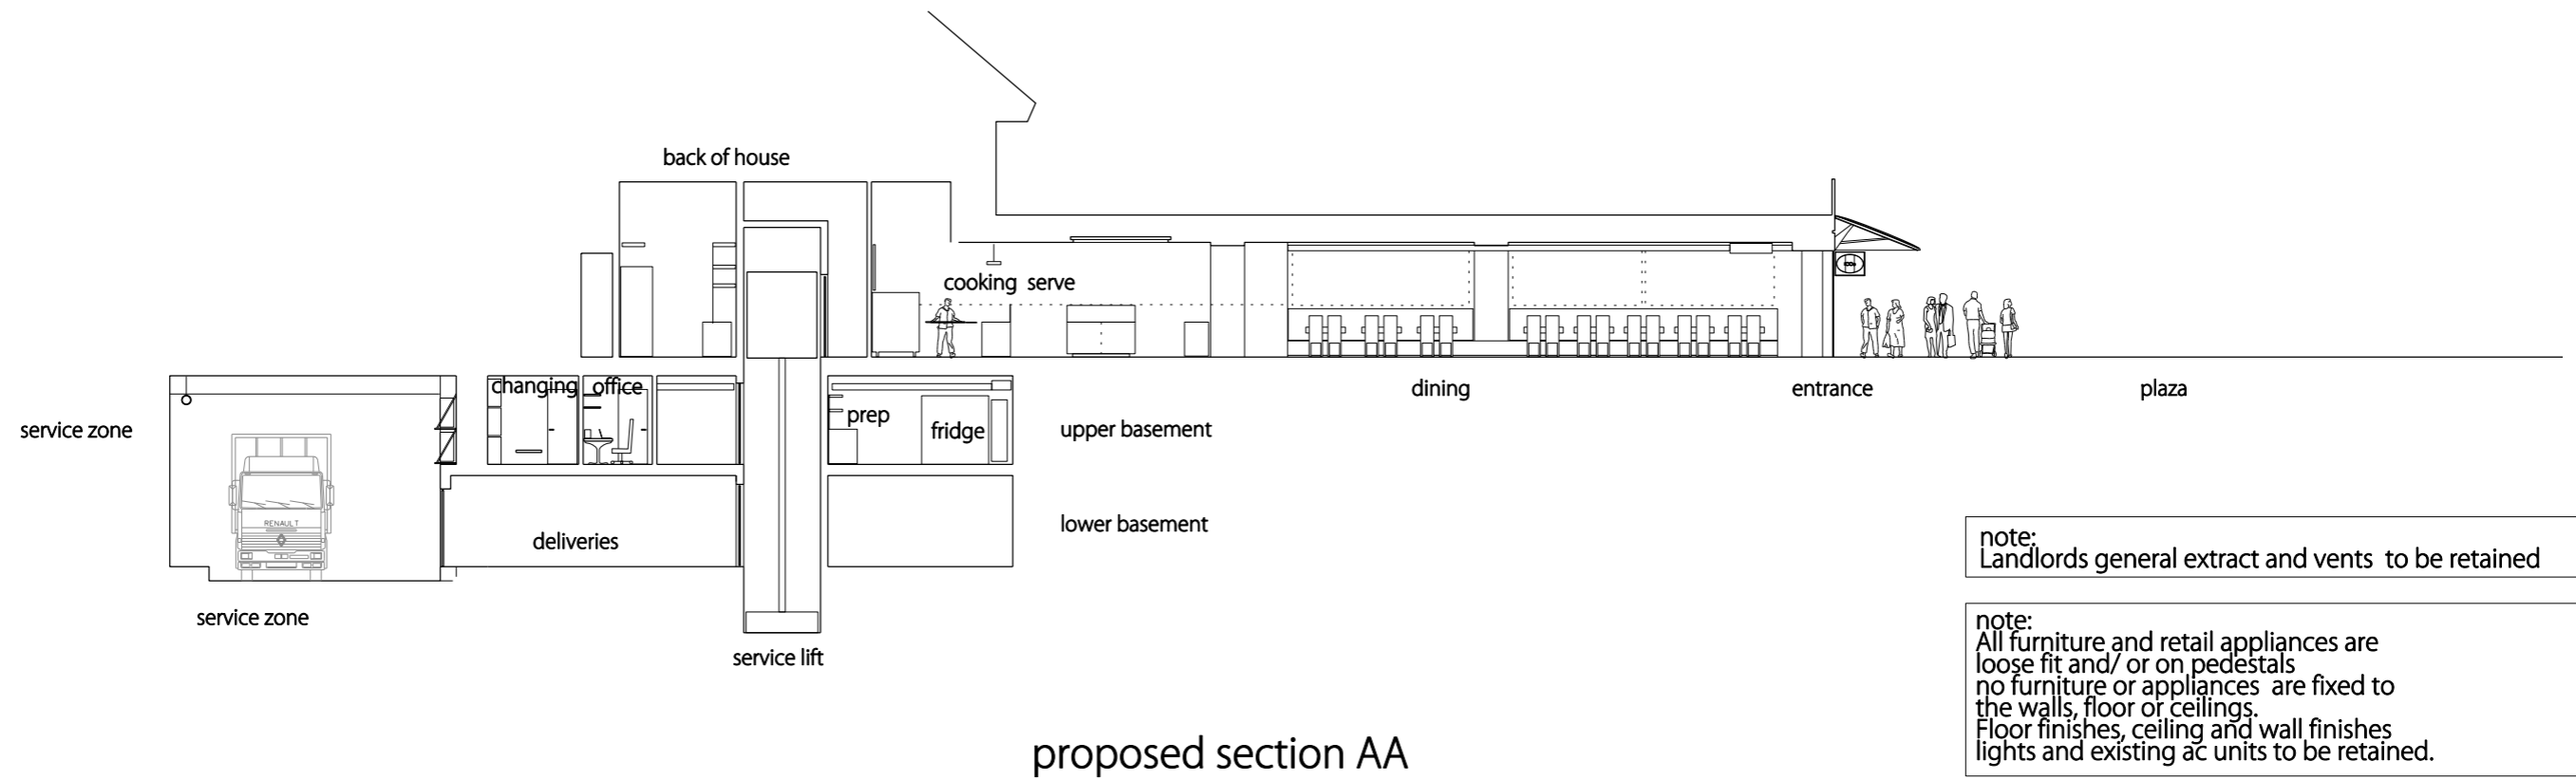 back of house
cooking serve
changing office
prep
fridge
dining
entrance
plaza
service zone
upper basement
RENAULT
deliveries
lower basement
service zone
service lift
note:
Landlords general extract and vents to be retained
note:
All furniture and retail appliances are
loose fit and/ or on pedestals
no furniture or appliances are fixed to
the walls, floor or ceilings.
Floor finishes, ceiling and wall finishes
lights and existing ac units to be retained.
proposed section AA